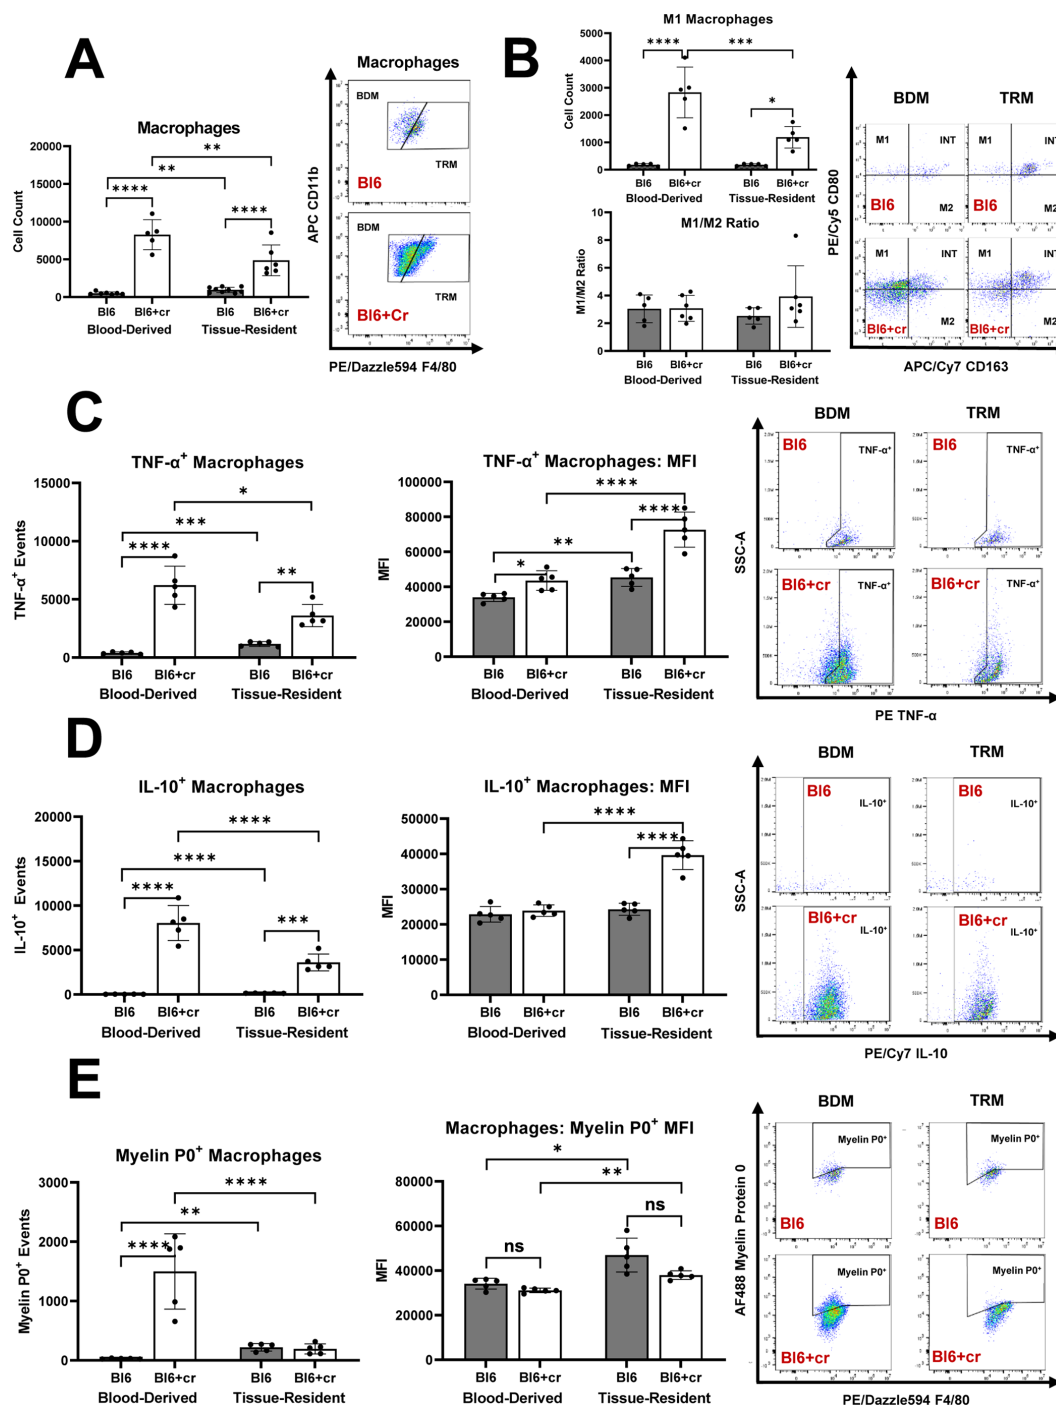 A
Macrophages
Cell Count
20000
15000
10000
5000
0
**
**
****
****
Bl6
Bl6+cr
Bl6
Bl6+cr
Blood-Derived
Tissue-Resident
Macrophages
APC CD11b
BDM
TRM
Bl6
BDM
TRM
Bl6+Cr
PE/Dazzle594 F4/80
B
M1 Macrophages
Cell Count
5000
4000
3000
2000
1000
0
****
***
*
Bl6
Bl6+cr
Bl6
Bl6+cr
Blood-Derived
Tissue-Resident
M1/M2 Ratio
M1/M2 Ratio
10
8
6
4
2
0
Bl6
Bl6+cr
Bl6
Bl6+cr
Blood-Derived
Tissue-Resident
BDM
TRM
PE/Cy5 CD80
M1
INT
Bl6
M2
M1
INT
Bl6
M2
M1
INT
Bl6+cr
M2
M1
INT
Bl6+cr
M2
APC/Cy7 CD163
C
TNF-α+ Macrophages
TNF-α+ Events
15000
10000
5000
0
*
***
****
**
Bl6
Bl6+cr
Bl6
Bl6+cr
Blood-Derived
Tissue-Resident
TNF-α+ Macrophages: MFI
MFI
100000
80000
60000
40000
20000
0
****
****
**
*
Bl6
Bl6+cr
Bl6
Bl6+cr
Blood-Derived
Tissue-Resident
BDM
TRM
SSC-A
Bl6
TNF-α+
Bl6
TNF-α+
Bl6+cr
TNF-α+
Bl6+cr
TNF-α+
PE TNF-α
D
IL-10+ Macrophages
IL-10+ Events
20000
15000
10000
5000
0
****
****
****
***
Bl6
Bl6+cr
Bl6
Bl6+cr
Blood-Derived
Tissue-Resident
IL-10+ Macrophages: MFI
MFI
50000
40000
30000
20000
10000
0
****
****
Bl6
Bl6+cr
Bl6
Bl6+cr
Blood-Derived
Tissue-Resident
BDM
TRM
SSC-A
Bl6
IL-10+
Bl6
IL-10+
Bl6+cr
IL-10+
Bl6+cr
IL-10+
PE/Cy7 IL-10
E
Myelin P0+ Macrophages
Myelin P0+ Events
3000
2000
1000
0
****
**
****
Bl6
Bl6+cr
Bl6
Bl6+cr
Blood-Derived
Tissue-Resident
Macrophages: Myelin P0+ MFI
MFI
80000
60000
40000
20000
0
*
**
ns
ns
Bl6
Bl6+cr
Bl6
Bl6+cr
Blood-Derived
Tissue-Resident
BDM
TRM
AF488 Myelin Protein 0
Myelin P0+
Bl6
Myelin P0+
Bl6
Myelin P0+
Bl6+cr
Myelin P0+
Bl6+cr
PE/Dazzle594 F4/80